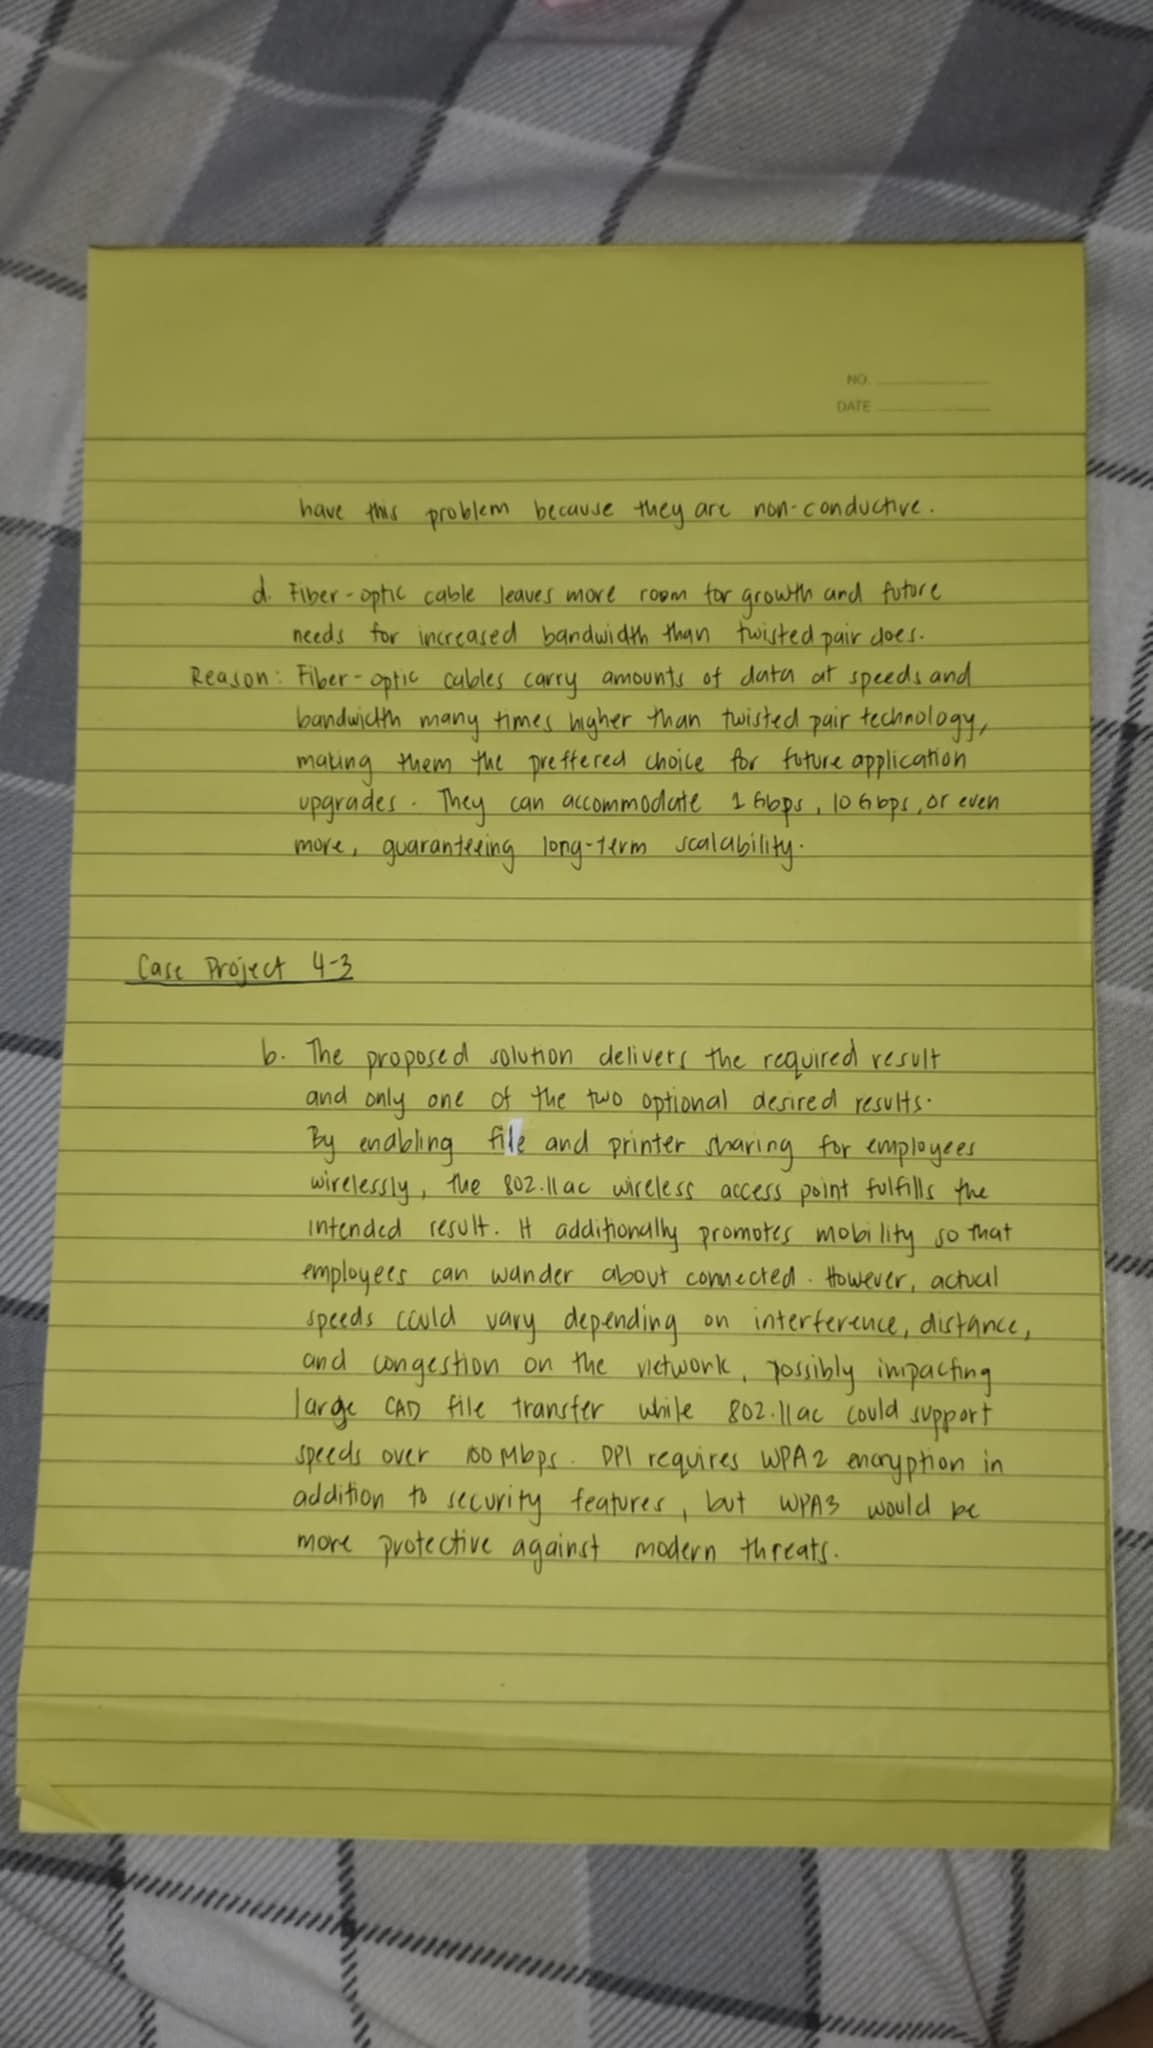 NO.
DATE
have this problem because they are non-conductive.
d. Fiber-optic cable leaves more room for growth and future
needs for increased bandwidth than twisted pair does.
Reason: Fiber-optic cables carry amounts of data at speeds and
bandwidth many times higher than twisted pair technology,
making them the preffered choice for future application
upgrades. They can accommodate 1 Gbps, 10 Gbps, or even
more, guaranteeing long-term scalability.
Case Project 4-3
b. The proposed solution delivers the required result
and only one of the two optional desired results.
By enabling file and printer sharing for employees
wirelessly, the 802.11ac wireless access point fulfills the
intended result. It additionally promotes mobility so that
employees can wander about connected. However, actual
speeds could vary depending on interference, distance,
and congestion on the network, possibly impacting
large CAD file transfer while 802.11ac could support
speeds over 100 Mbps. DPI requires WPA2 encryption in
addition to security features, but WPA3 would be
more protective against modern threats.